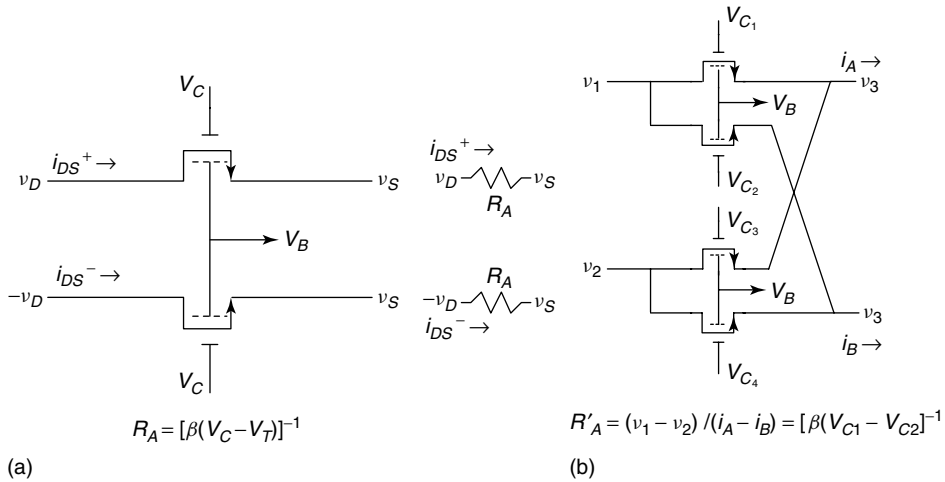 V_C
i_DS^+ →
ν_D
ν_S
V_B
i_DS^- →
−ν_D
ν_S
V_C
R_A = [β(V_C − V_T)]^−1
(a)
i_DS^+ →
ν_D
ν_S
R_A
R_A
−ν_D
ν_S
i_DS^- →
V_C1
i_A →
ν_1
ν_3
V_B
V_C2
V_C3
ν_2
V_B
ν_3
i_B →
V_C4
R'_A = (ν_1 − ν_2) /(i_A − i_B) = [β(V_C1 − V_C2]^−1
(b)